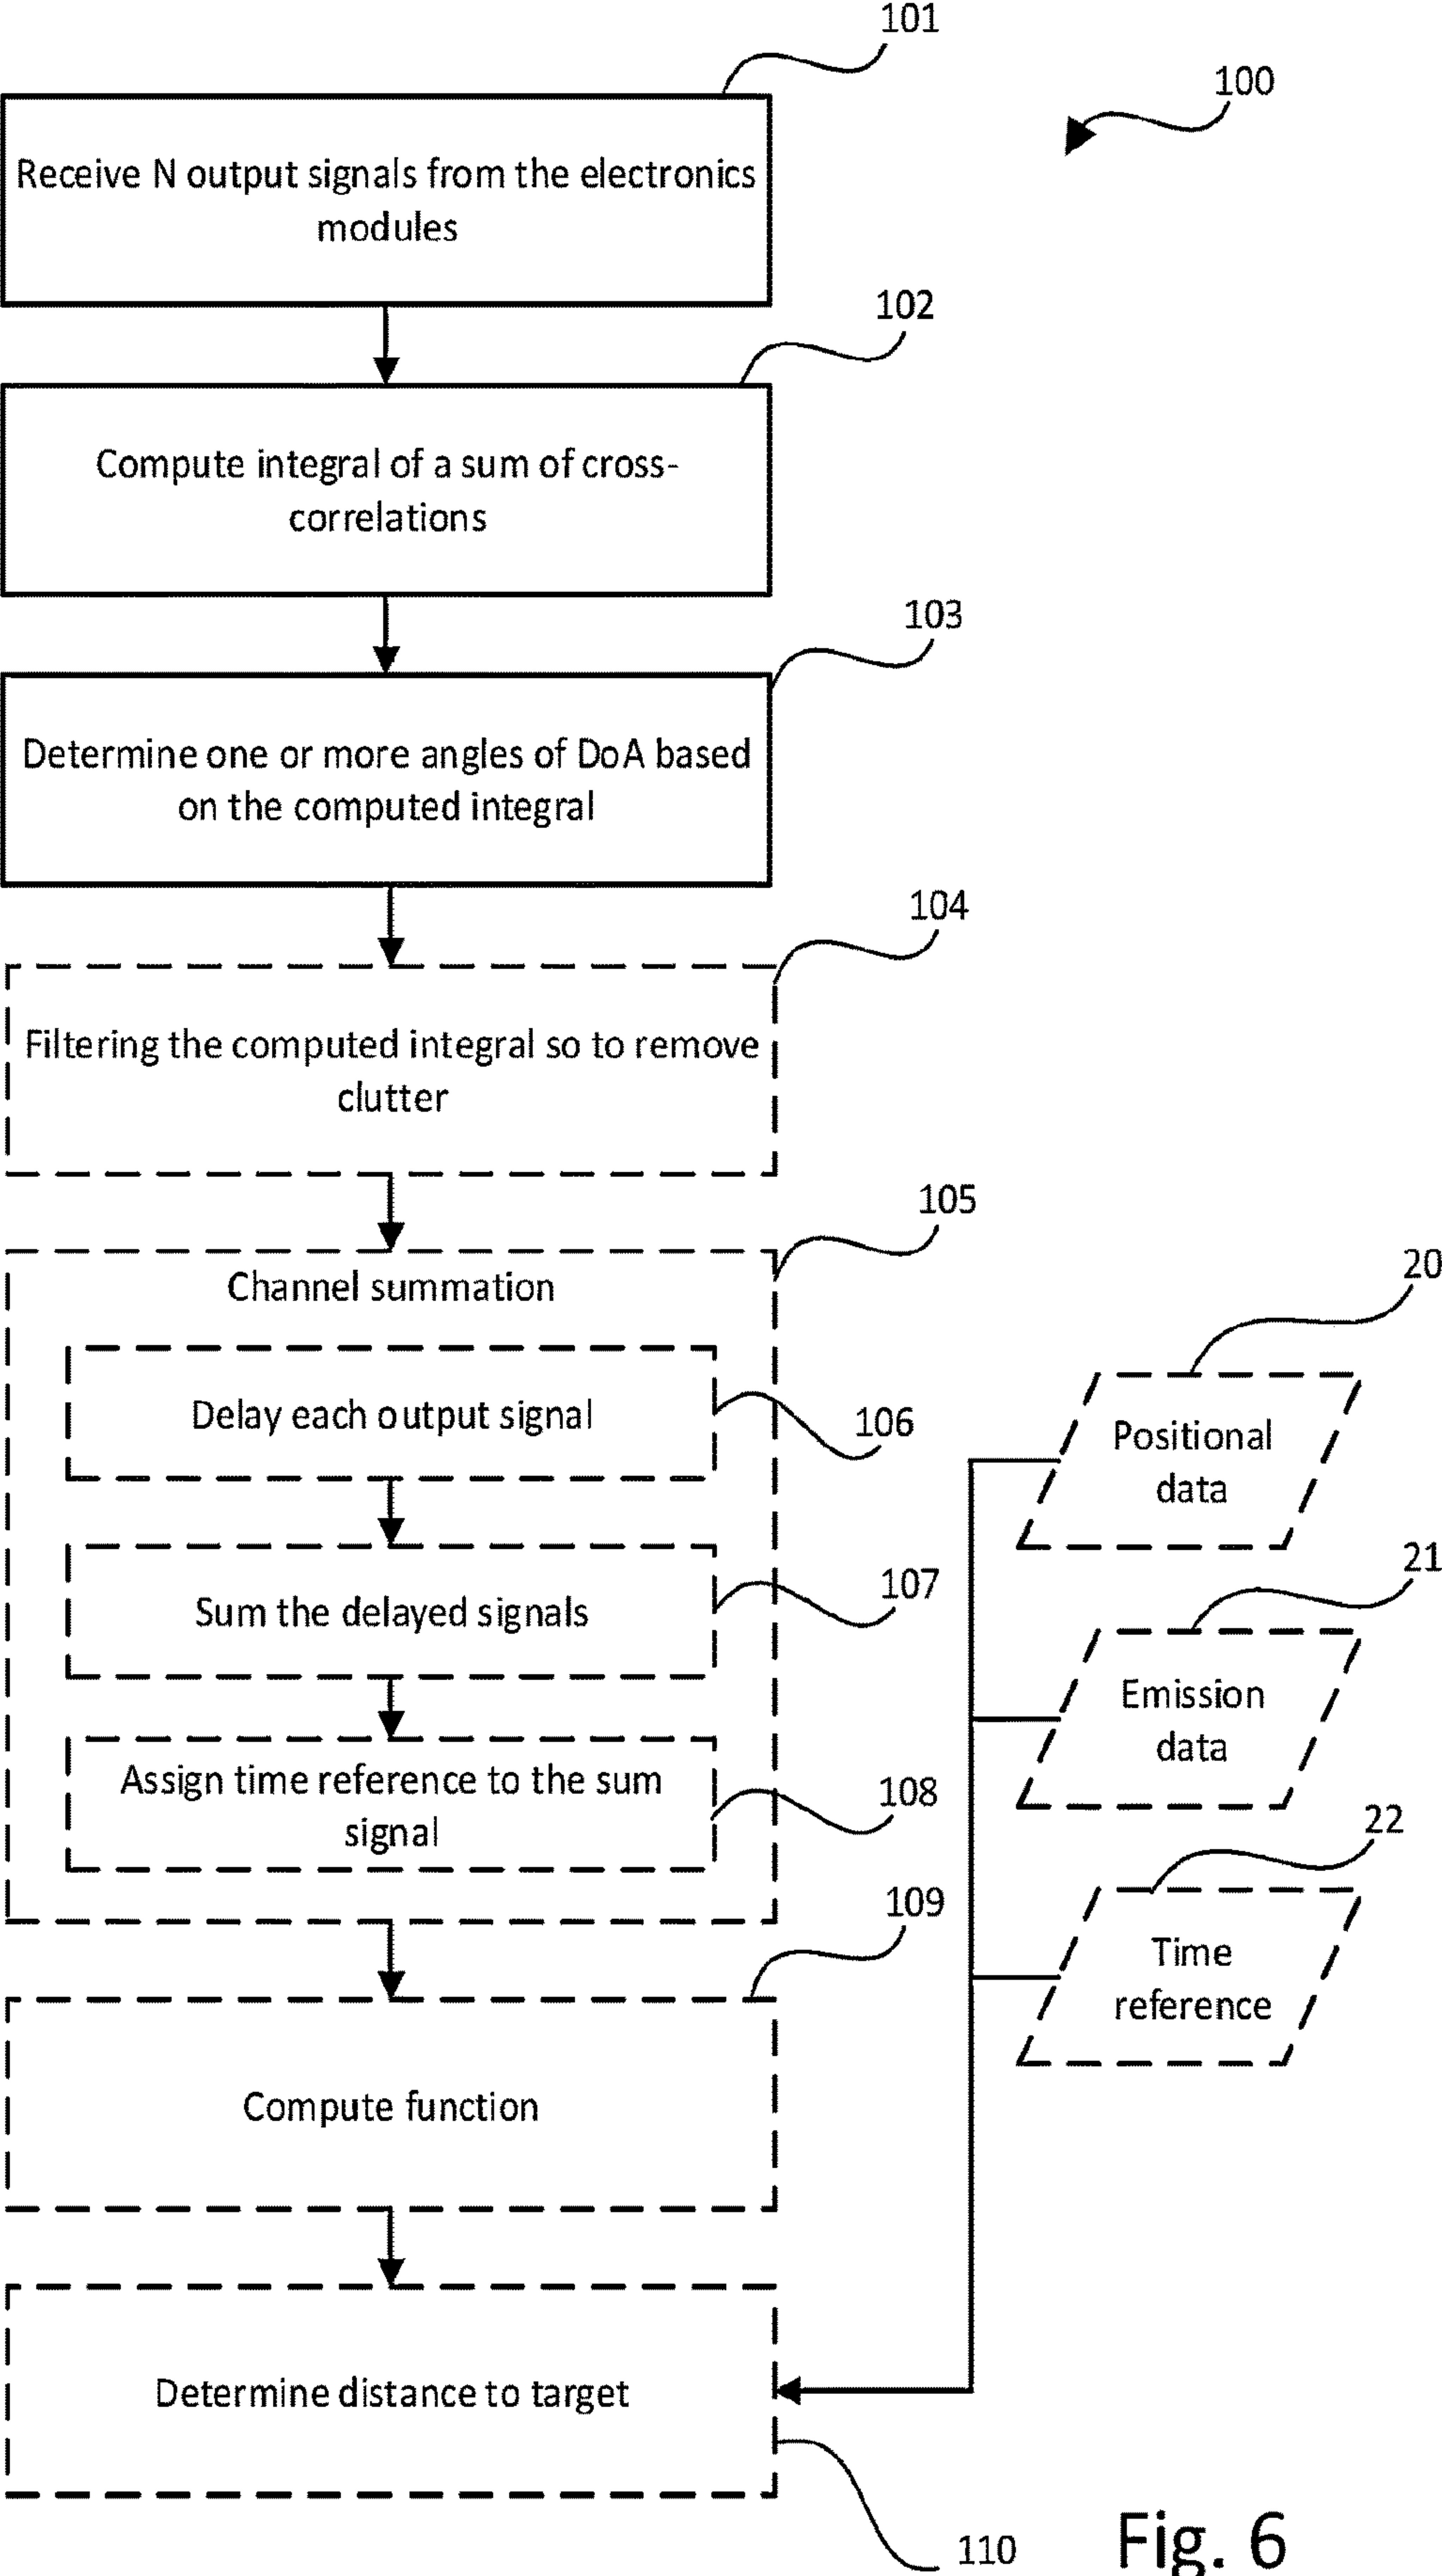 101
100
Receive N output signals from the electronics
modules
102
Compute integral of a sum of cross-
correlations
103
Determine one or more angles of DoA based
on the computed integral
104
Filtering the computed integral so to remove
clutter
105
Channel summation
20
Delay each output signal
106
Positional
data
21
Sum the delayed signals
107
Emission
data
Assign time reference to the sum
signal
108
22
109
Time
reference
Compute function
Determine distance to target
110
Fig. 6